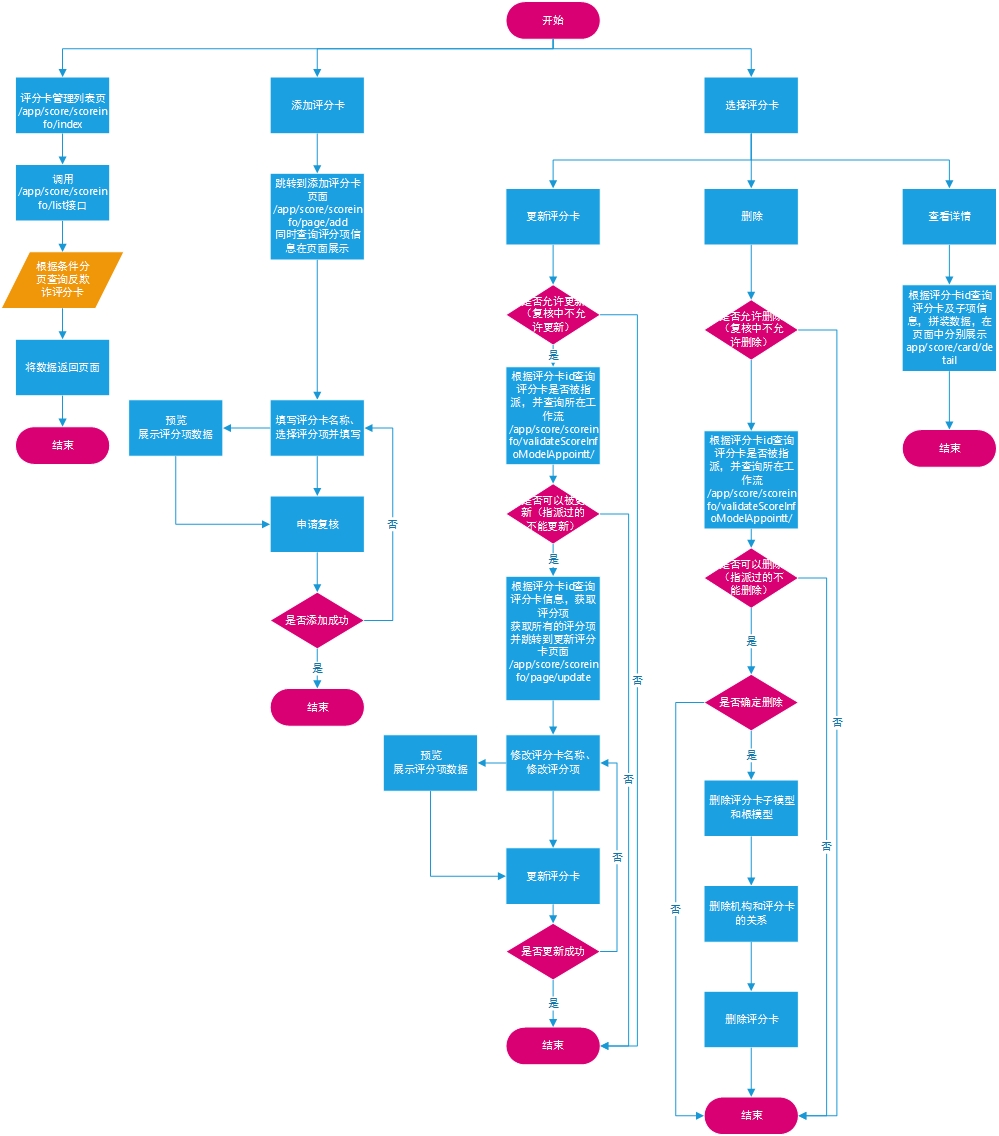 开始
评分卡管理列表页
/app/score/scorein
fo/index
调用
/app/score/scorein
fo/list接口
根据条件分
页查询反欺
诈评分卡
将数据返回页面
结束
添加评分卡
跳转到添加评分卡
页面
/app/score/scorein
fo/page/add
同时查询评分项信
息在页面展示
填写评分卡名称、
选择评分项并填写
预览
展示评分项数据
申请复核
否
是否添加成功
是
结束
选择评分卡
更新评分卡
是否允许更新
（复核中不允
许更新）
是
根据评分卡id查询
评分卡是否被指
派，并查询所在工
作流
/app/score/scorein
fo/validateScoreInf
oModelAppointt/
是否可以被更
新（指派过的
不能更新）
是
根据评分卡id查询
评分卡信息，获取
评分项
获取所有的评分项
并跳转到更新评分
卡页面
/app/score/scorein
fo/page/update
否
修改评分卡名称、
修改评分项
预览
展示评分项数据
否
否
更新评分卡
是否更新成功
是
结束
删除
是否允许删除
（复核中不允
许删除）
根据评分卡id查询
评分卡是否被指
派，并查询所在工
作流
/app/score/scorein
fo/validateScoreInf
oModelAppointt/
是否可以删除
（指派过的不
能删除）
是
是否确定删除
否
是
删除评分卡子模型
和根模型
否
删除机构和评分卡
的关系
否
删除评分卡
结束
查看详情
根据评分卡id查询
评分卡及子项信
息，拼装数据，在
页面中分别展示
app/score/card/de
tail
结束